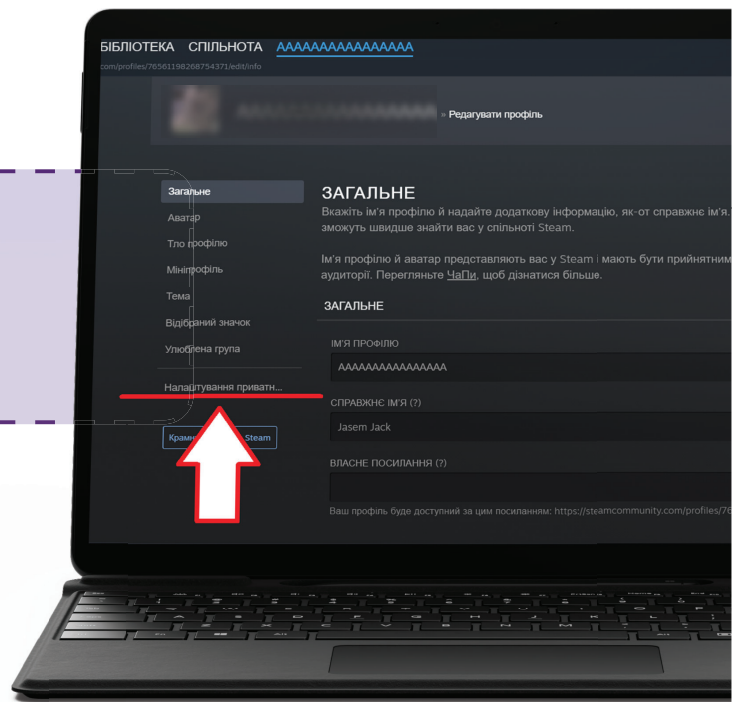 БІБЛІОТЕКА СПІЛЬНОТА AAAAAAAAAAAAAAAA
com/profiles/76561198268754371/edit/info
» Редагувати профіль
Загальне
Аватар
Тло профілю
Мініпрофіль
Тема
Відібраний значок
Улюблена група
Налаштування приватн...
Steam
ЗАГАЛЬНЕ
Вкажіть ім'я профілю й надайте додаткову інформацію, як-от справжнє ім'я.
зможуть швидше знайти вас у спільноті Steam.
Ім'я профілю й аватар представляють вас у Steam і мають бути прийнятним
аудиторії. Перегляньте ЧаПи, щоб дізнатися більше.
ЗАГАЛЬНЕ
ІМ'Я ПРОФІЛЮ
AAAAAAAAAAAAAAAA
СПРАВЖНЄ ІМ'Я (?)
Jasem Jack
ВЛАСНЕ ПОСИЛАННЯ (?)
Ваш профіль буде доступний за цим посиланням: https://steamcommunity.com/profiles/76